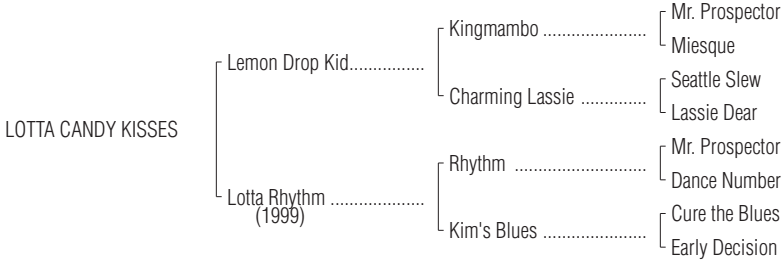 LOTTA CANDY KISSES
Lemon Drop Kid................
Lotta Rhythm ....................
(1999)
Kingmambo ......................
Charming Lassie ..............
Rhythm ............................
Kim's Blues ......................
Mr. Prospector
Miesque
Seattle Slew
Lassie Dear
Mr. Prospector
Dance Number
Cure the Blues
Early Decision